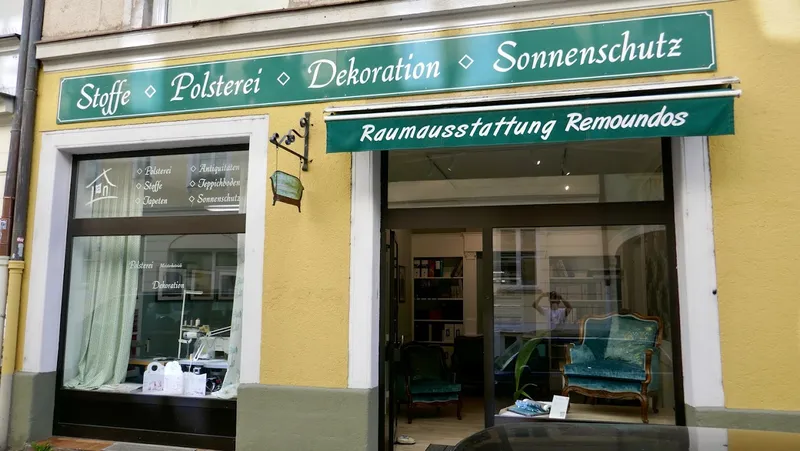 Stoffe ◇ Polsterei ◇ Dekoration ◇ Sonnenschutz
Raumausstattung Remoundos
◇ Polsterei ◇ Antiquitäten
◇ Stoffe ◇ Teppichboden
◇ Tapeten ◇ Sonnenschutz
Polsterei
Dekoration